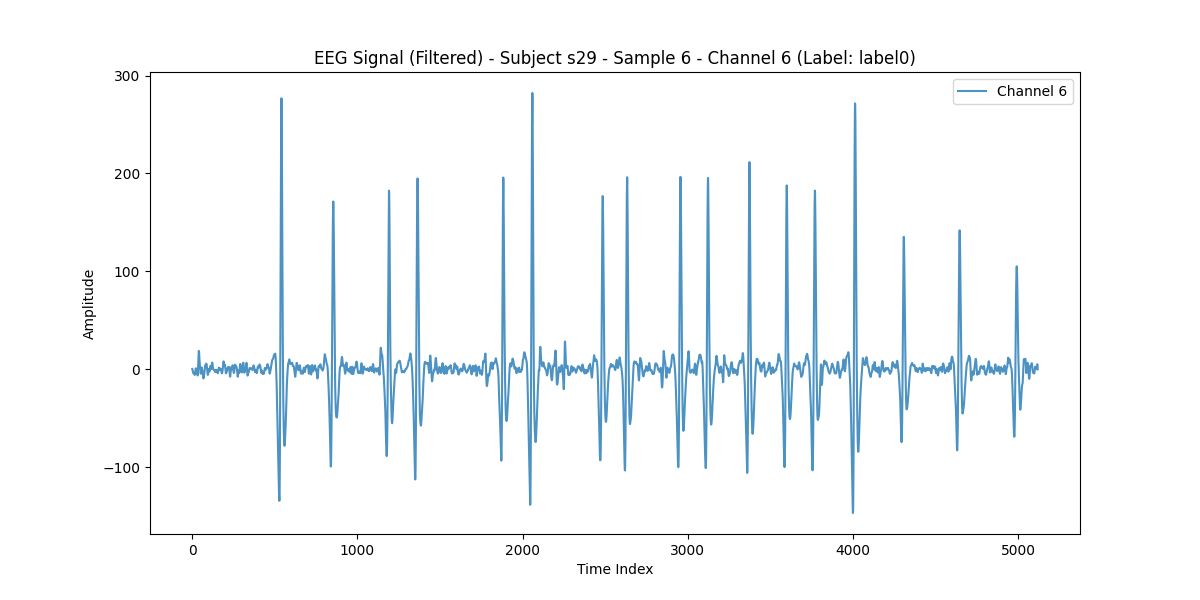 EEG Signal (Filtered) - Subject s29 - Sample 6 - Channel 6 (Label: label0)
Channel 6
300
200
100
0
−100
Amplitude
0 1000 2000 3000 4000 5000
Time Index